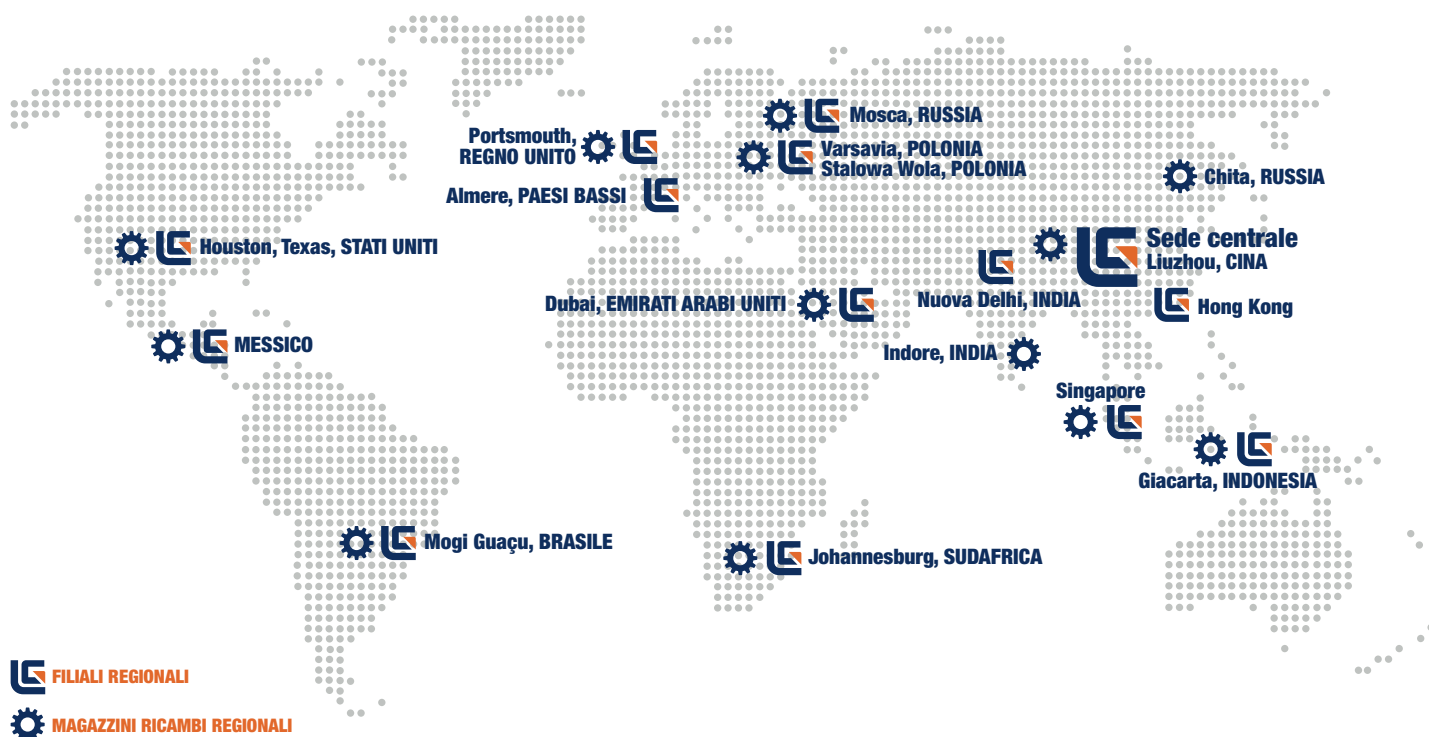 Mosca, RUSSIA
Portsmouth,
REGNO UNITO
Varsavia, POLONIA
Stalowa Wola, POLONIA
Chita, RUSSIA
Almere, PAESI BASSI
Houston, Texas, STATI UNITI
Sede centrale
Liuzhou, CINA
Nuova Delhi, INDIA
Dubai, EMIRATI ARABI UNITI
Hong Kong
MESSICO
Indore, INDIA
Singapore
Giacarta, INDONESIA
Mogi Guaçu, BRASILE
Johannesburg, SUDAFRICA
FILIALI REGIONALI
MAGAZZINI RICAMBI REGIONALI